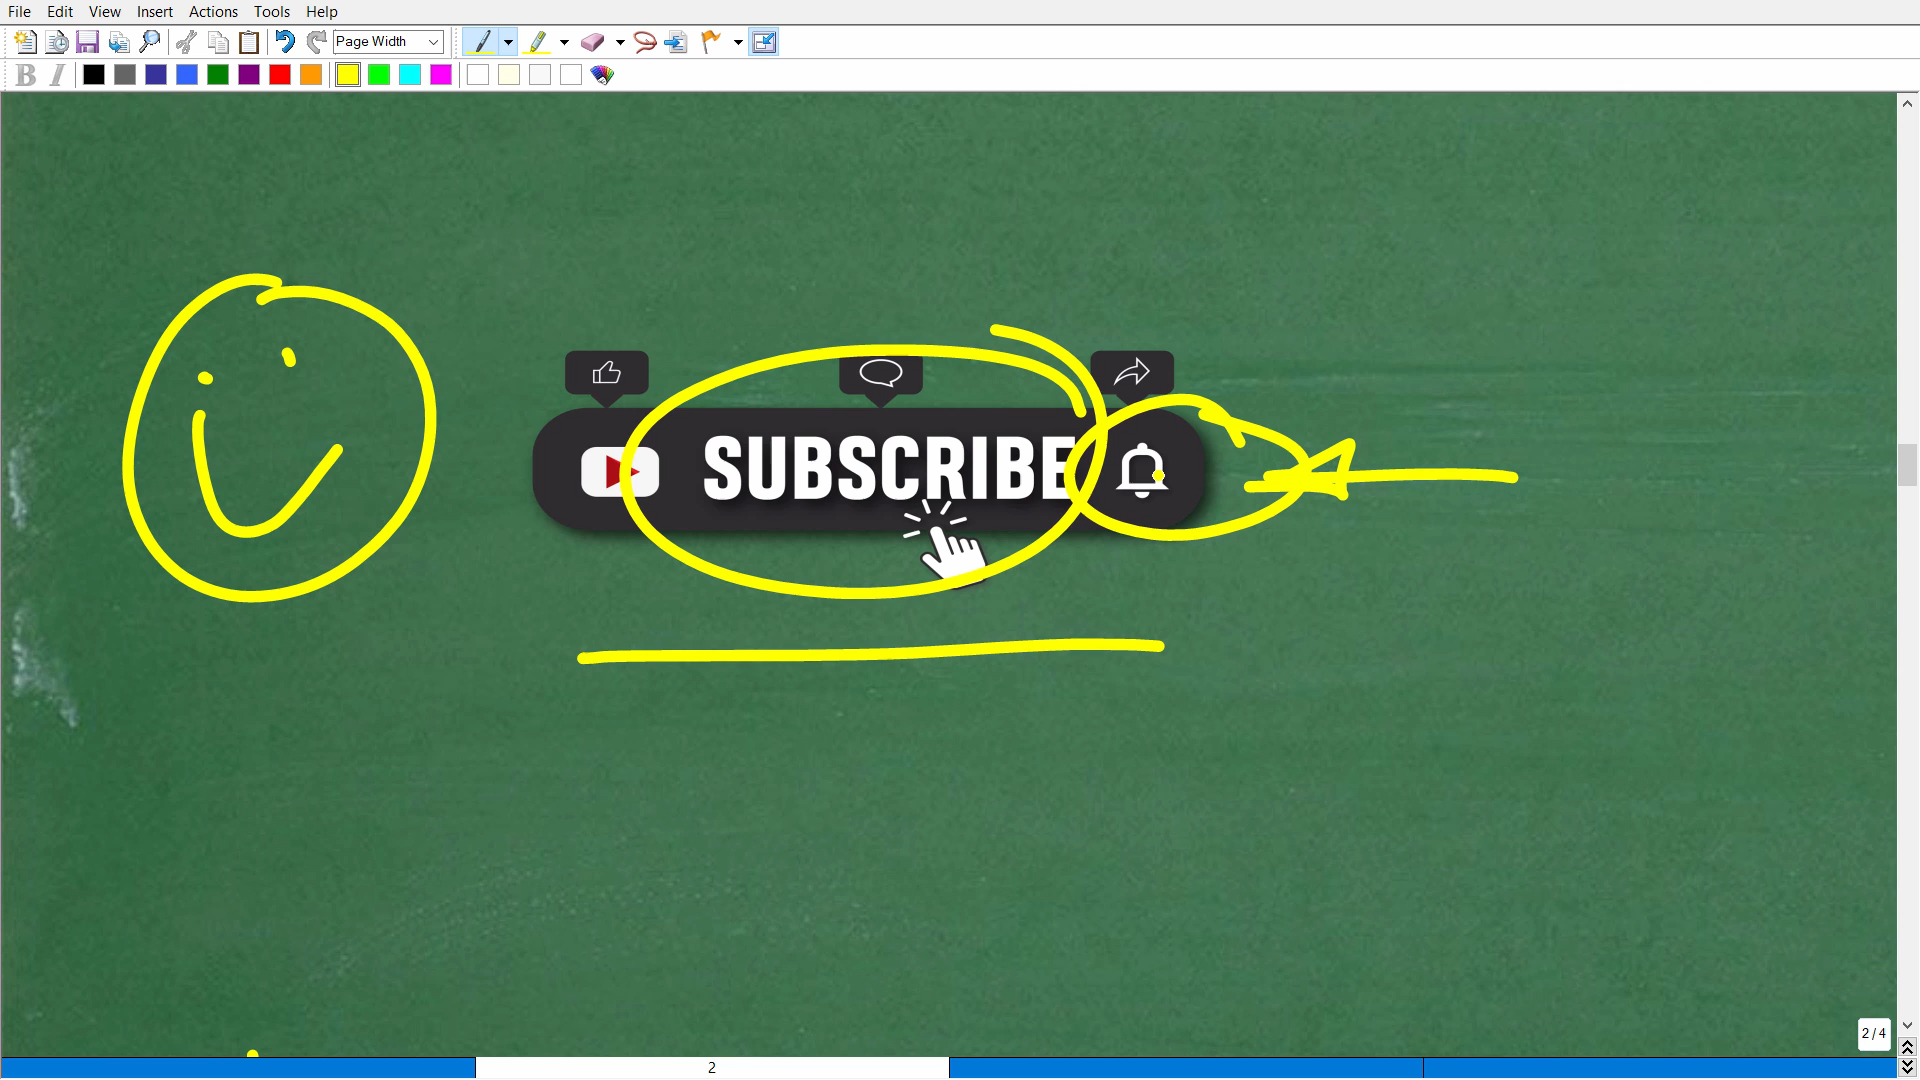 File Edit View Insert Actions Tools Help
Page Width
B I
SUBSCRIBE
2 / 4
2